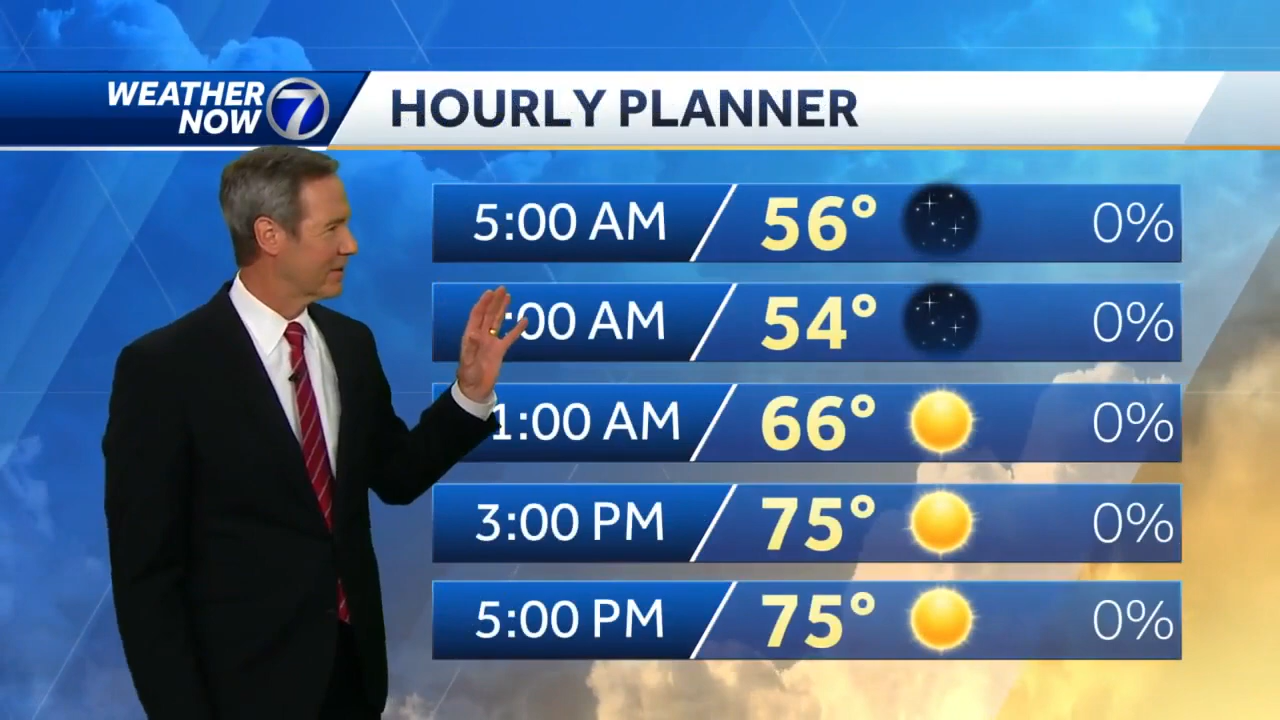 WEATHER
NOW 7
HOURLY PLANNER
5:00 AM 56° 0%
:00 AM 54° 0%
1:00 AM 66° 0%
3:00 PM 75° 0%
5:00 PM 75° 0%